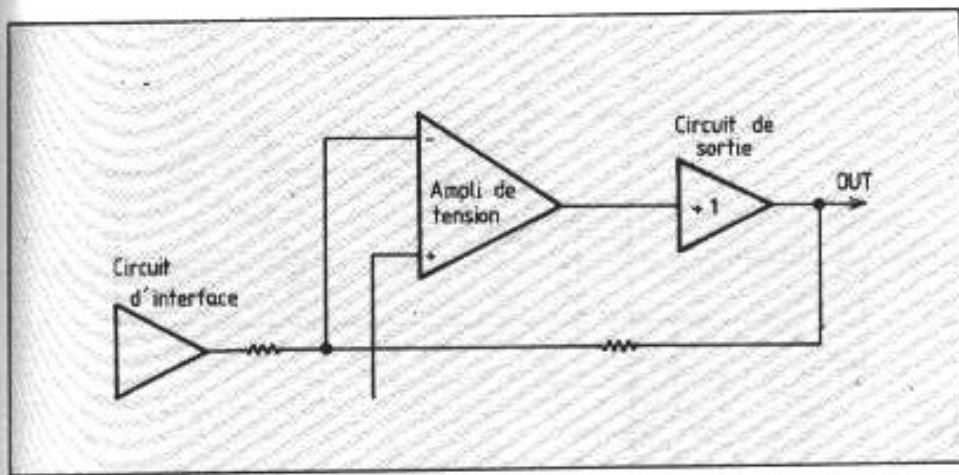 Circuit de
sortie
OUT
-
Ampli de
tension
+ 1
+
Circuit
d'interface